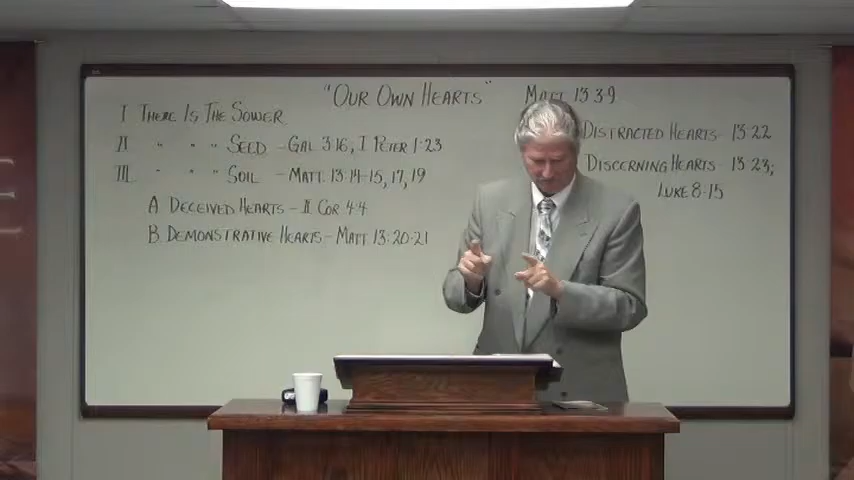 "OUR OWN HEARTS" MATT 13:3-9
I THERE IS THE SOWER
II " " " SEED - GAL 3:16, I PETER 1:23
III " " " SOIL - MATT. 13:14-15, 17, 19
A DECEIVED HEARTS - II COR 4:4
B DEMONSTRATIVE HEARTS - MATT 13:20-21
DISTRACTED HEARTS - 13:22
DISCERNING HEARTS - 13:23;
LUKE 8:15